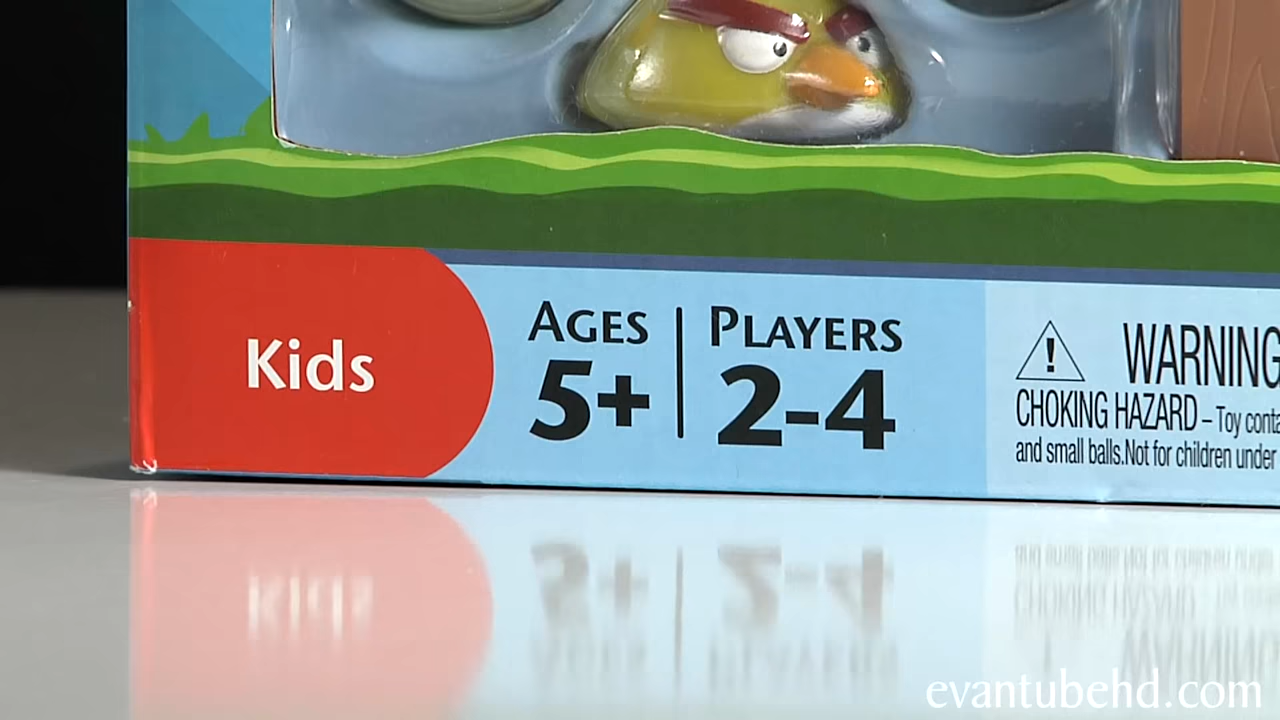 Kids
AGES
5+
PLAYERS
2-4
WARNING
CHOKING HAZARD – Toy
and small balls.Not for children under
evantubehd.com